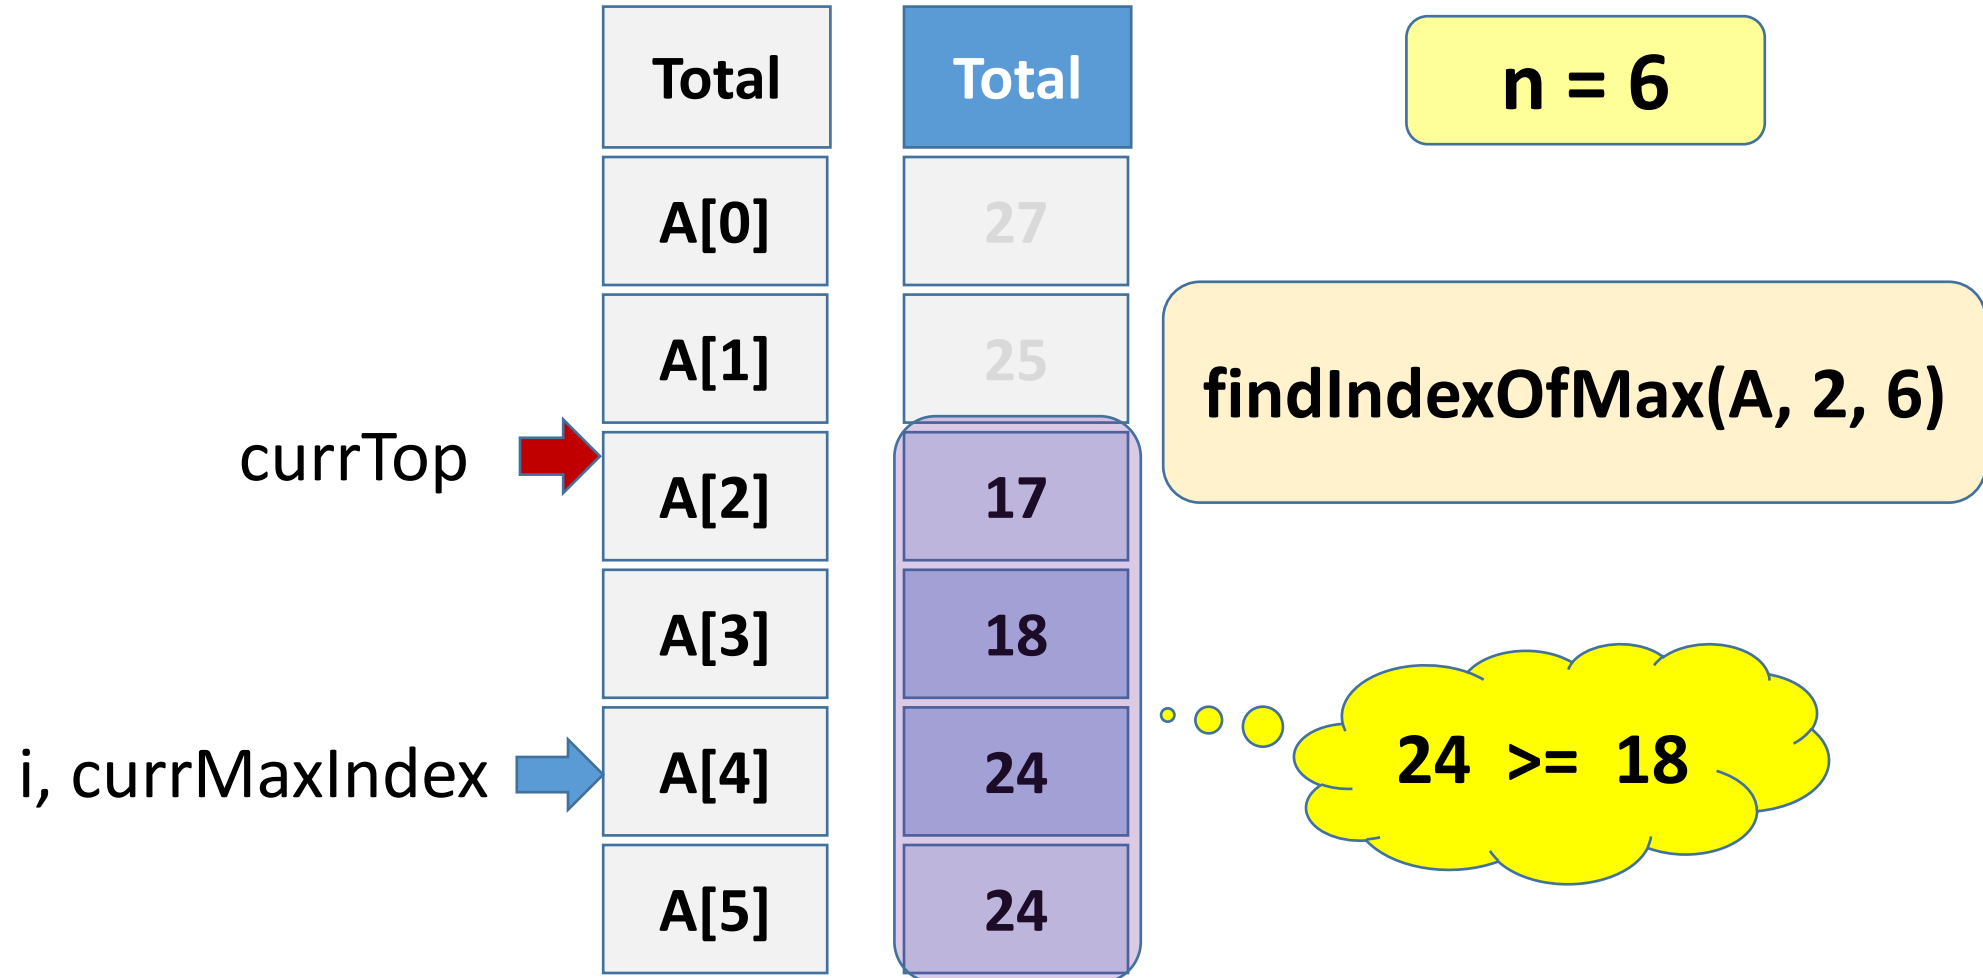 Total Total
n = 6
A[0] 27
A[1] 25
findIndexOfMax(A, 2, 6)
currTop
A[2] 17
A[3] 18
24 >= 18
i, currMaxIndex
A[4] 24
A[5] 24